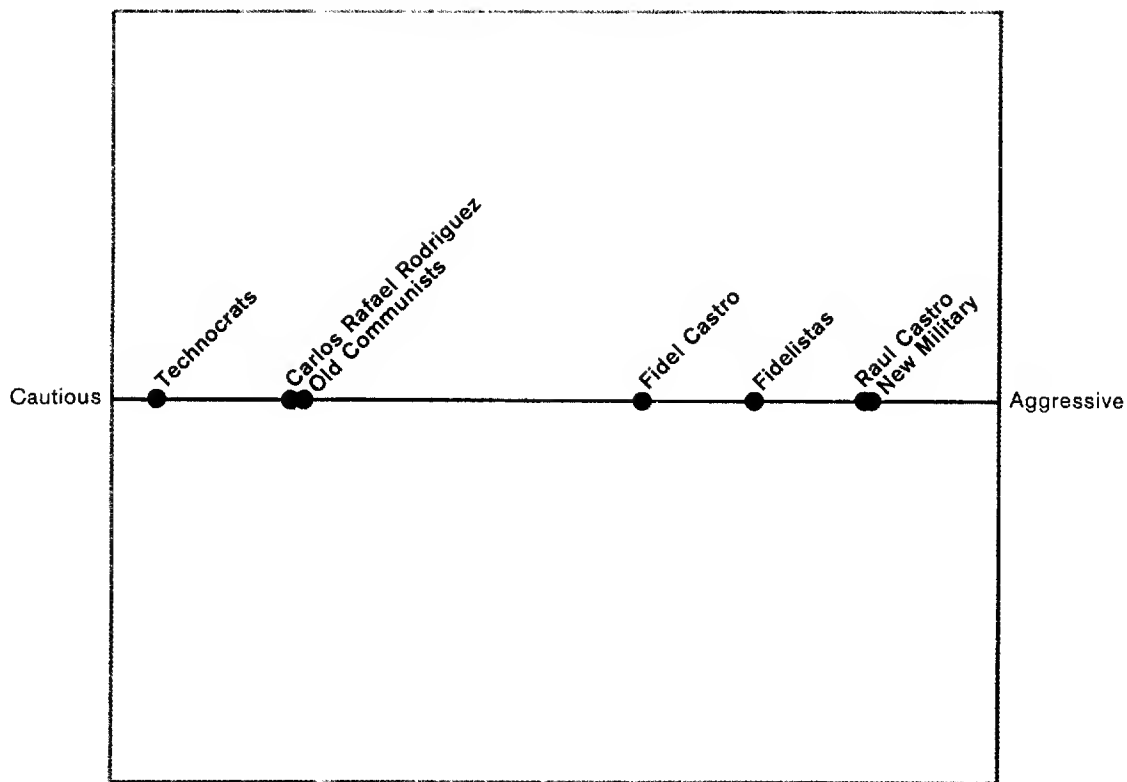 Technocrats
Carlos Rafael Rodriguez
Old Communists
Fidel Castro
Fidelistas
Raul Castro
New Military
Cautious
Aggressive